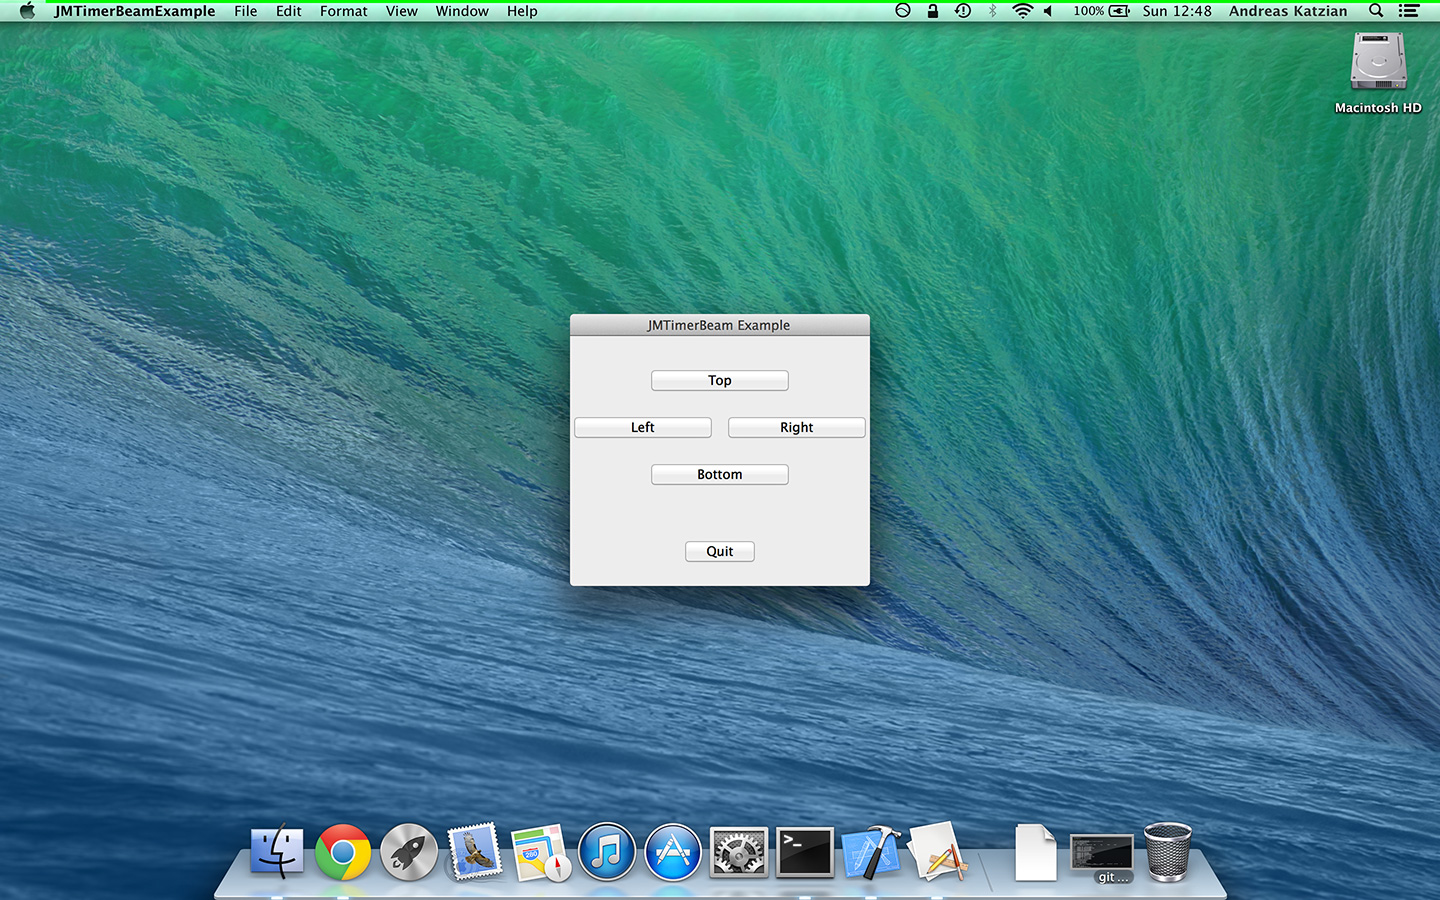 JMTimerBeamExample File Edit Format View Window Help 100% Sun 12:48 Andreas Katzian
Macintosh HD
JMTimerBeam Example
Top
Left Right
Bottom
Quit
>_
280
git ...